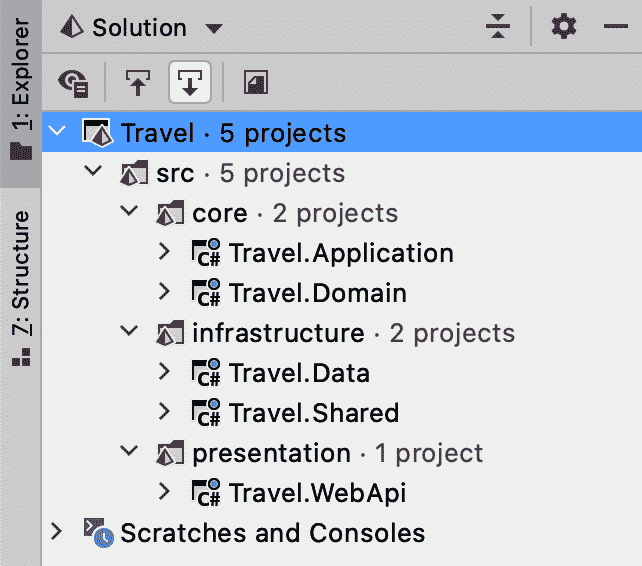 Solution
1: Explorer
7: Structure
Travel · 5 projects
src · 5 projects
core · 2 projects
C# Travel.Application
C# Travel.Domain
infrastructure · 2 projects
C# Travel.Data
C# Travel.Shared
presentation · 1 project
C# Travel.WebApi
Scratches and Consoles